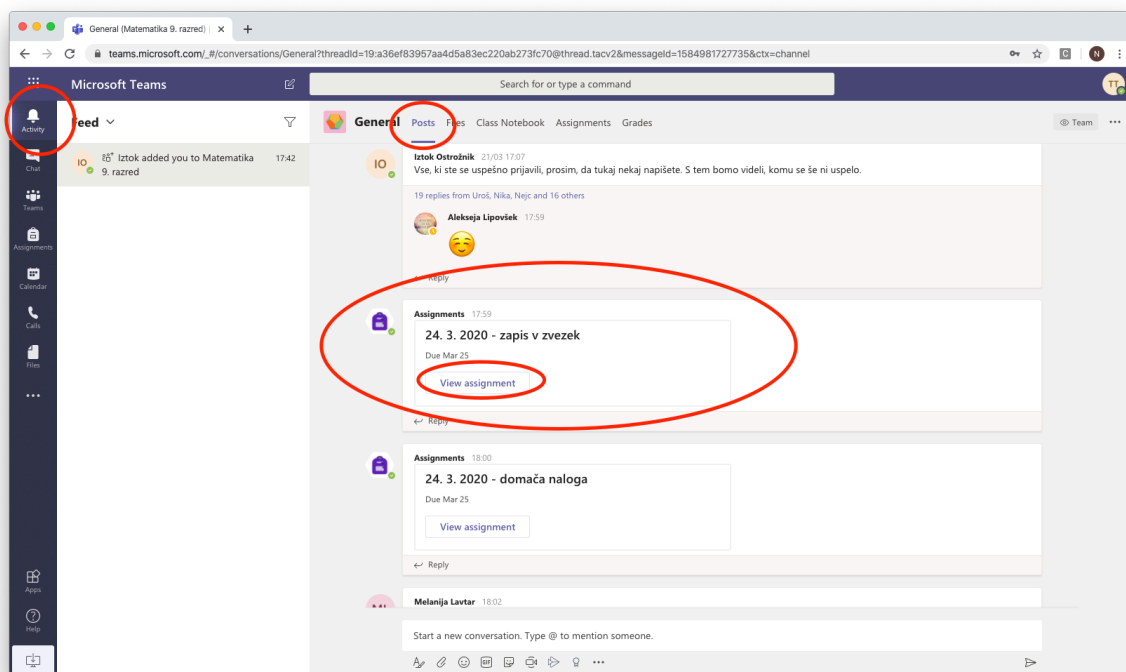 General (Matematika 9. razred)
teams.microsoft.com/_#/conversations/General?threadId=19:a36ef83957aa4d5a83ec220ab273fc70@thread.tacv2&messageId=1584981727735&ctx=channel
C
N
Microsoft Teams
Search for or type a command
TT
Activity
Chat
Teams
Assignments
Calendar
Calls
Files
Apps
Help
Feed
IO
Iztok added you to Matematika 17:42
9. razred
General Posts Files Class Notebook Assignments Grades
Team
IO
Iztok Ostrožnik 21/03 17:07
Vse, ki ste se uspešno prijavili, prosim, da tukaj nekaj napišete. S tem bomo videli, komu se še ni uspelo.
19 replies from Uroš, Nika, Nejc and 16 others
Alekseja Lipovšek 17:59
Reply
Assignments 17:59
24. 3. 2020 - zapis v zvezek
Due Mar 25
View assignment
Reply
Assignments 18:00
24. 3. 2020 - domača naloga
Due Mar 25
View assignment
Reply
Melanija Lavtar 18:02
Start a new conversation. Type @ to mention someone.
GIF